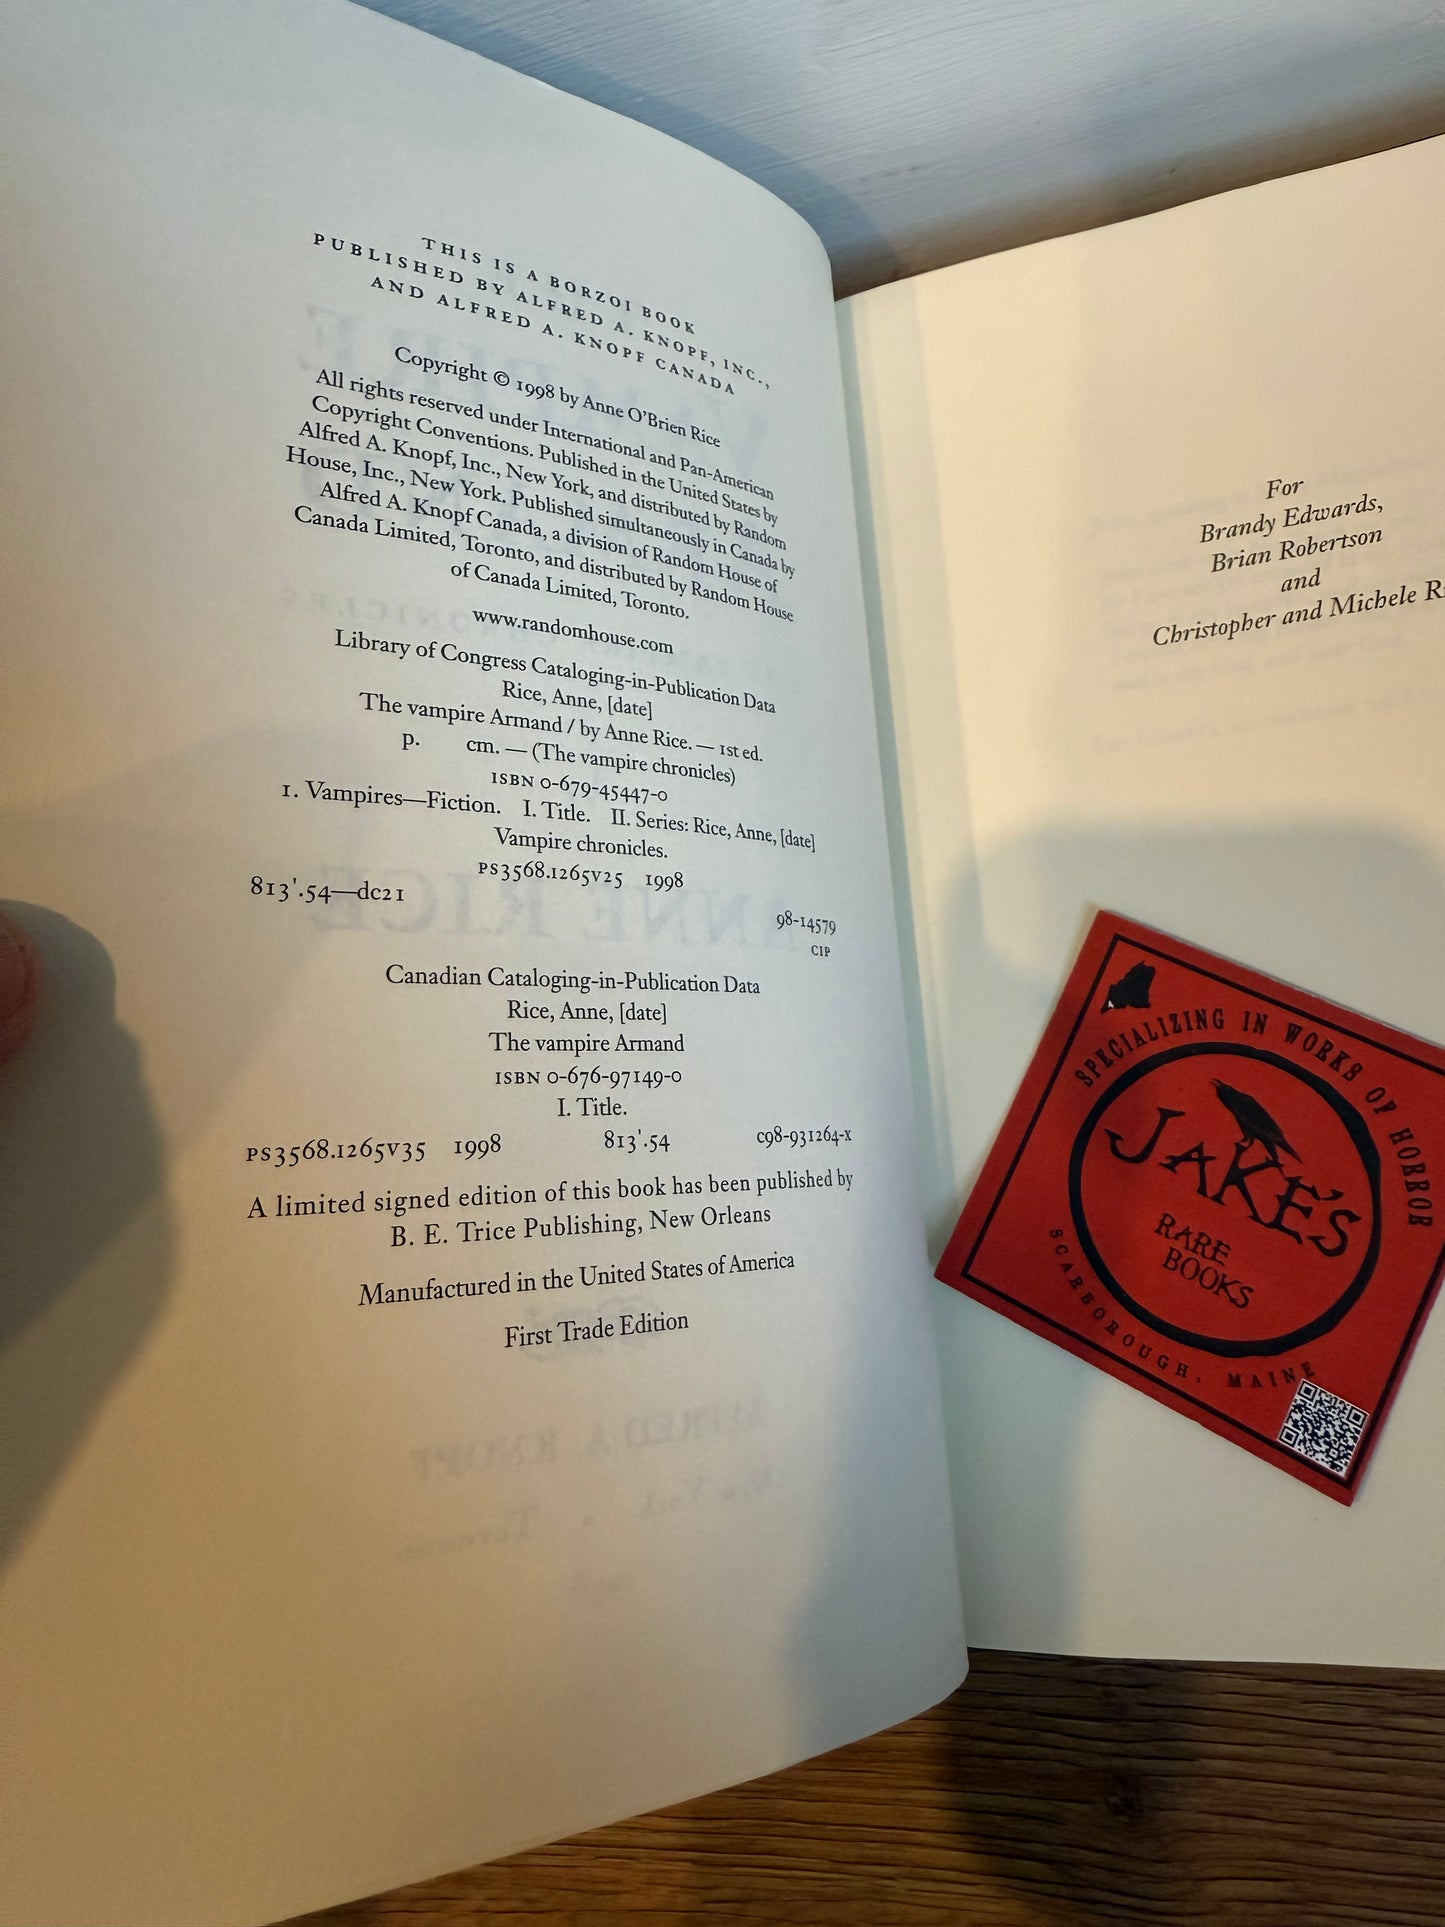 THIS IS A BORZOI BOOK
PUBLISHED BY ALFRED A. KNOPF, INC.,
AND ALFRED A. KNOPF CANADA
Copyright © 1998 by Anne O'Brien Rice
All rights reserved under International and Pan-American
Copyright Conventions. Published in the United States by
Alfred A. Knopf, Inc., New York, and distributed by Random
House, Inc., New York. Published simultaneously in Canada by
Alfred A. Knopf Canada, a division of Random House of
Canada Limited, Toronto, and distributed by Random House
of Canada Limited, Toronto.
www.randomhouse.com
Library of Congress Cataloging-in-Publication Data
Rice, Anne, [date]
The vampire Armand / by Anne Rice. — 1st ed.
p. cm. — (The vampire chronicles)
ISBN 0-679-45447-0
1. Vampires—Fiction. I. Title. II. Series: Rice, Anne, [date]
Vampire chronicles.
PS3568.I265V25 1998
813'.54—dc21
98-14579
CIP
Canadian Cataloging-in-Publication Data
Rice, Anne, [date]
The vampire Armand
ISBN 0-676-97149-0
I. Title.
PS3568.I265V35 1998 813'.54 C98-931264-X
A limited signed edition of this book has been published by
B. E. Trice Publishing, New Orleans
Manufactured in the United States of America
First Trade Edition
For
Brandy Edwards,
Brian Robertson
and
Christopher and Michele
SPECIALIZING IN WORKS OF HORROR
JAKE'S
RARE
BOOKS
SCARBOROUGH, MAINE